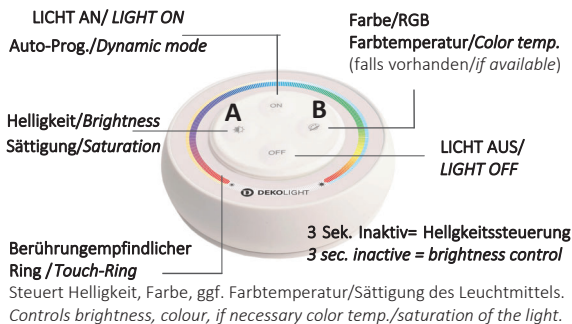 LICHT AN/ LIGHT ON
Auto-Prog./Dynamic mode
Farbe/RGB
Farbtemperatur/Color temp.
(falls vorhanden/if available)
A
B
ON
OFF
Helligkeit/Brightness
Sättigung/Saturation
LICHT AUS/
LIGHT OFF
DEKOLIGHT
3 Sek. Inaktiv= Hellgkeitssteuerung
3 sec. inactive = brightness control
Berührungempfindlicher
Ring /Touch-Ring
Steuert Helligkeit, Farbe, ggf. Farbtemperatur/Sättigung des Leuchtmittels.
Controls brightness, colour, if necessary color temp./saturation of the light.